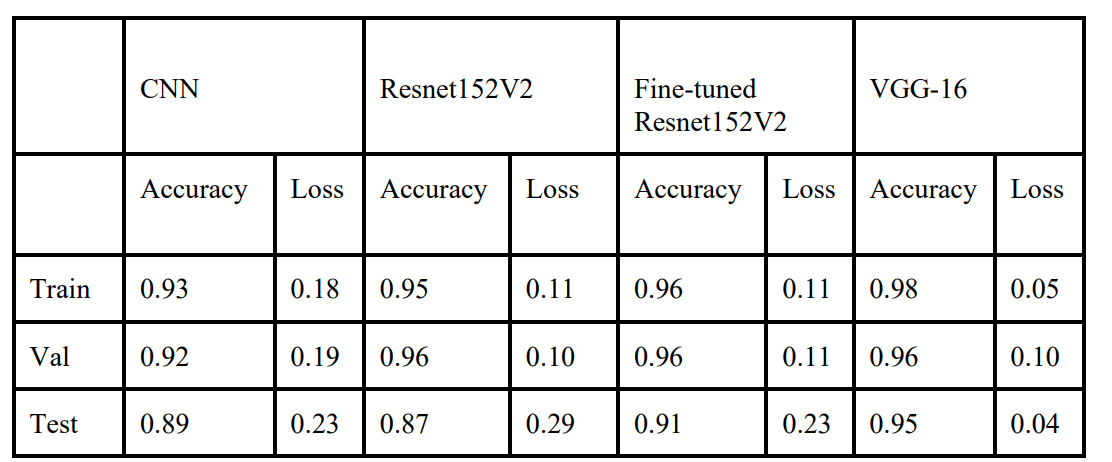 CNN Resnet152V2 Fine-tuned Resnet152V2 VGG-16
Accuracy Loss Accuracy Loss Accuracy Loss Accuracy Loss
Train 0.93 0.18 0.95 0.11 0.96 0.11 0.98 0.05
Val 0.92 0.19 0.96 0.10 0.96 0.11 0.96 0.10
Test 0.89 0.23 0.87 0.29 0.91 0.23 0.95 0.04